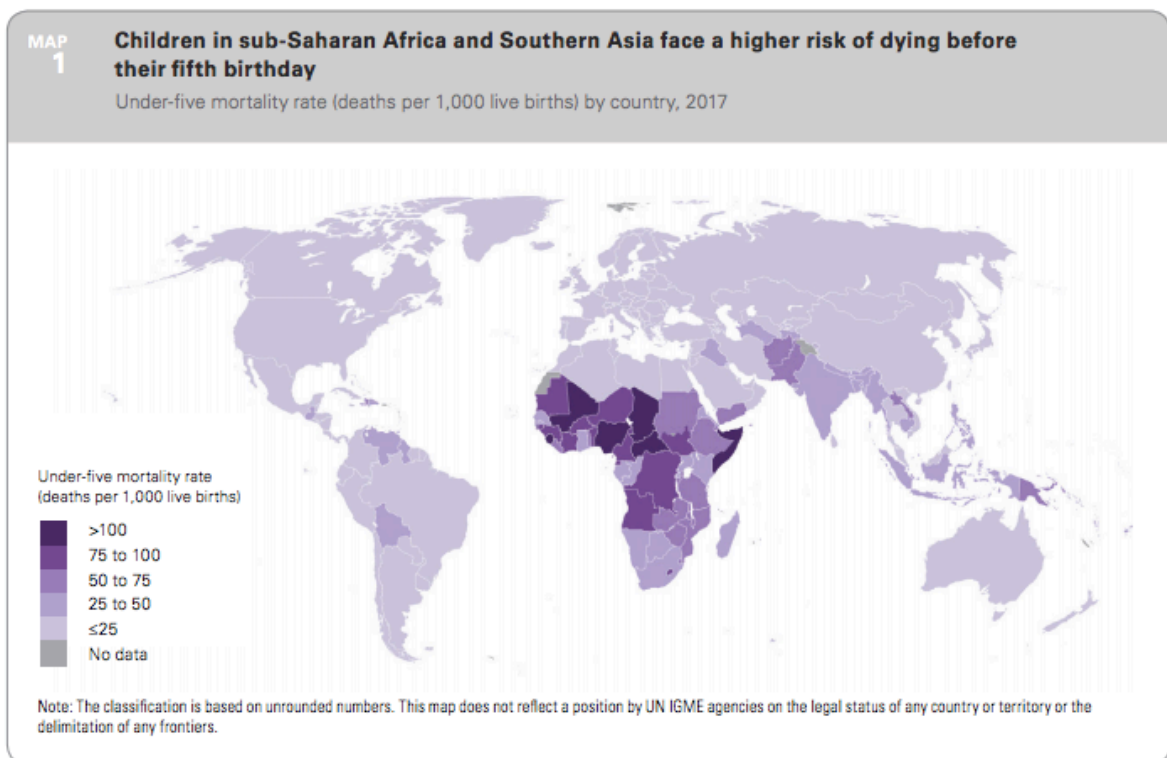 MAP
1
Children in sub-Saharan Africa and Southern Asia face a higher risk of dying before
their fifth birthday
Under-five mortality rate (deaths per 1,000 live births) by country, 2017
Under-five mortality rate
(deaths per 1,000 live births)
>100
75 to 100
50 to 75
25 to 50
≤25
No data
Note: The classification is based on unrounded numbers. This map does not reflect a position by UN IGME agencies on the legal status of any country or territory or the
delimitation of any frontiers.